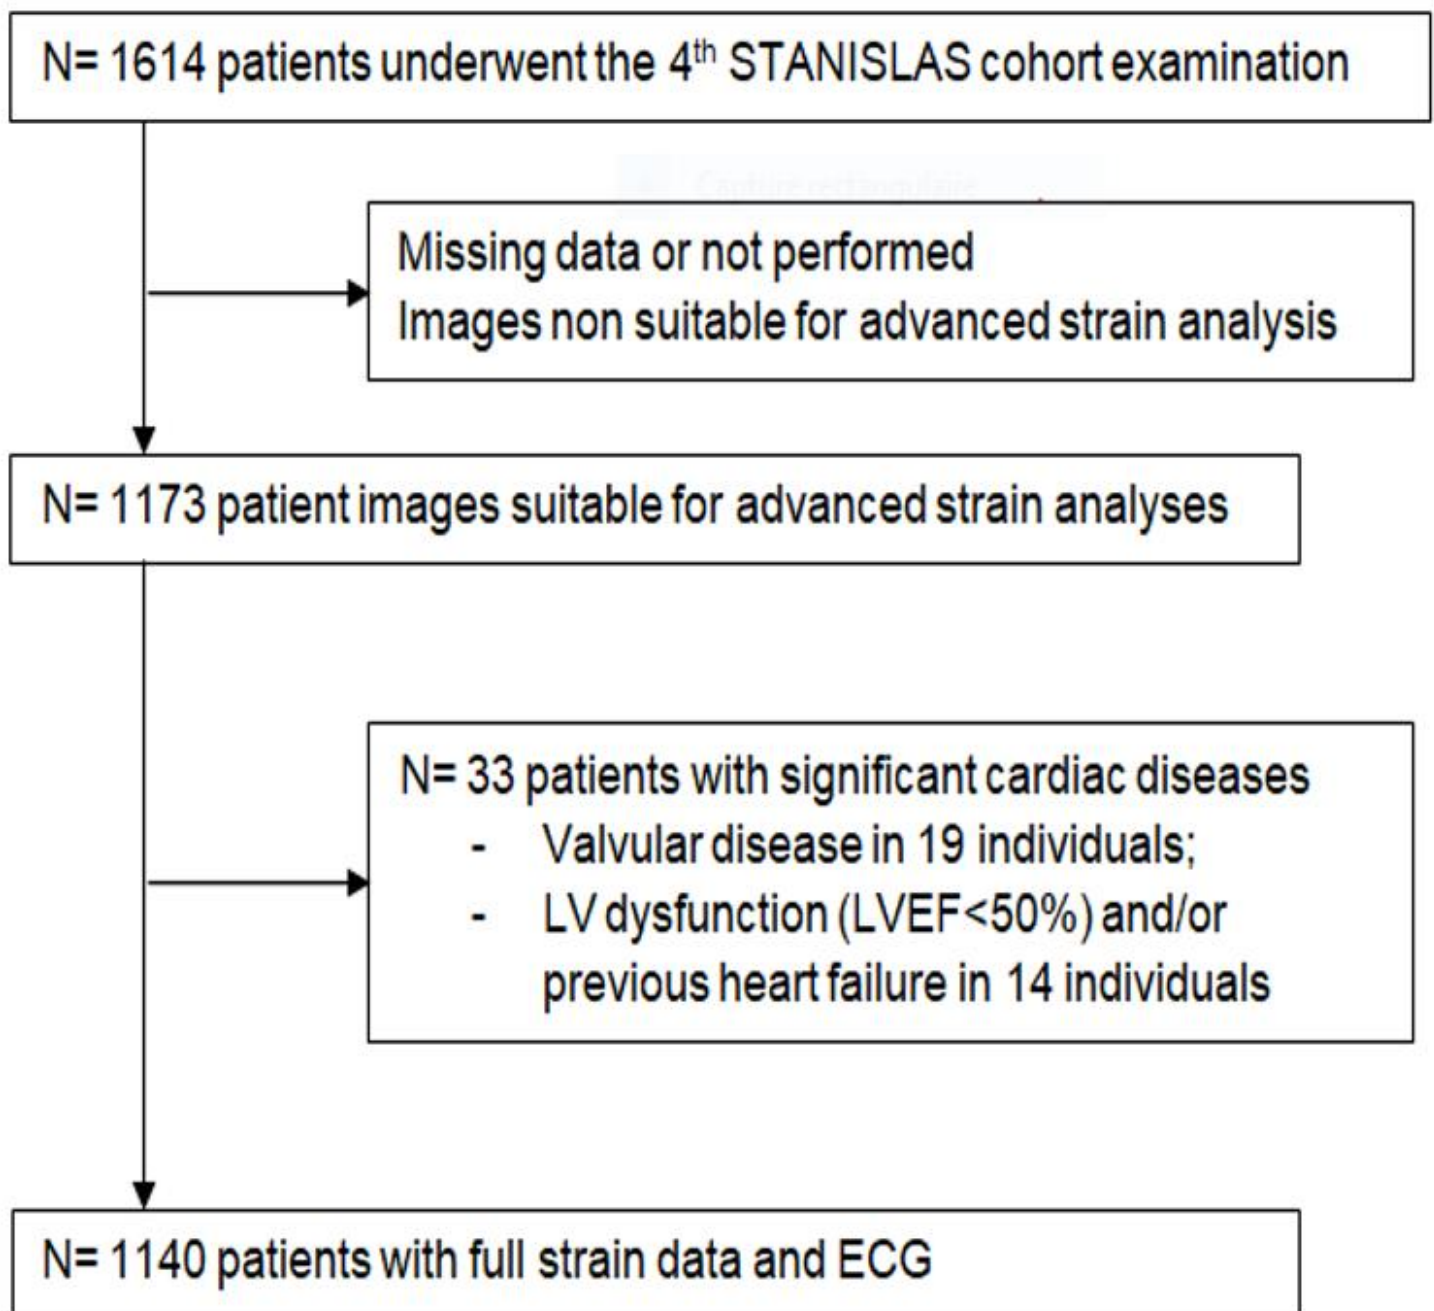 N= 1614 patients underwent the 4th STANISLAS cohort examination
Capture rectangulaire
Missing data or not performed
Images non suitable for advanced strain analysis
N= 1173 patient images suitable for advanced strain analyses
N= 33 patients with significant cardiac diseases
- Valvular disease in 19 individuals;
- LV dysfunction (LVEF<50%) and/or
previous heart failure in 14 individuals
N= 1140 patients with full strain data and ECG